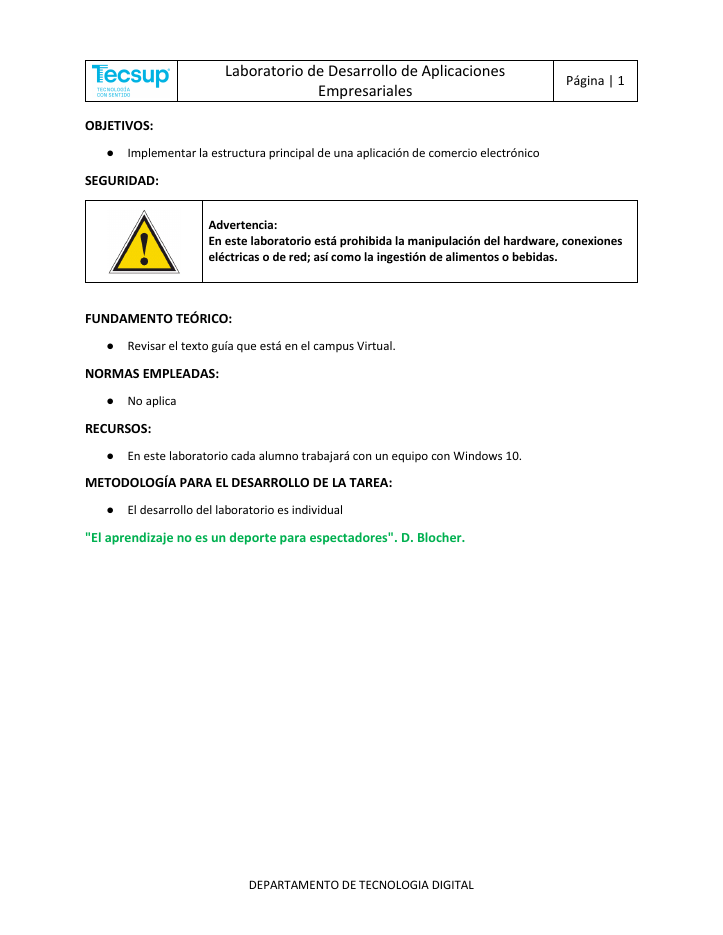 Tecsup
TECNOLOGÍA
CON SENTIDO
Laboratorio de Desarrollo de Aplicaciones
Empresariales
Página | 1
OBJETIVOS:
● Implementar la estructura principal de una aplicación de comercio electrónico
SEGURIDAD:
Advertencia:
En este laboratorio está prohibida la manipulación del hardware, conexiones
eléctricas o de red; así como la ingestión de alimentos o bebidas.
FUNDAMENTO TEÓRICO:
● Revisar el texto guía que está en el campus Virtual.
NORMAS EMPLEADAS:
● No aplica
RECURSOS:
● En este laboratorio cada alumno trabajará con un equipo con Windows 10.
METODOLOGÍA PARA EL DESARROLLO DE LA TAREA:
● El desarrollo del laboratorio es individual
"El aprendizaje no es un deporte para espectadores". D. Blocher.
DEPARTAMENTO DE TECNOLOGIA DIGITAL